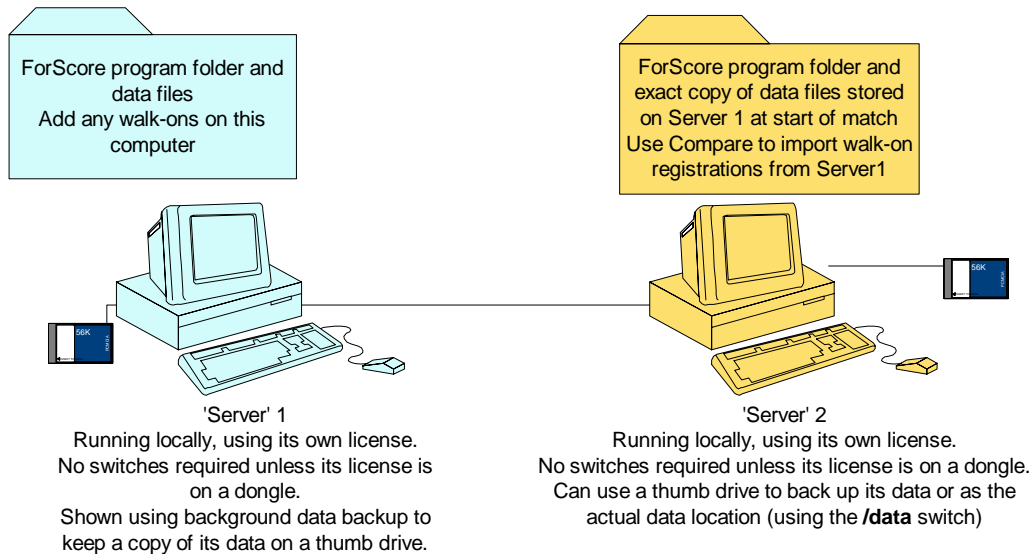 ForScore program folder and
data files
Add any walk-ons on this
computer
ForScore program folder and
exact copy of data files stored
on Server 1 at start of match
Use Compare to import walk-on
registrations from Server1
56K
56K
'Server' 1
Running locally, using its own license.
No switches required unless its license is
on a dongle.
Shown using background data backup to
keep a copy of its data on a thumb drive.
'Server' 2
Running locally, using its own license.
No switches required unless its license is on a dongle.
Can use a thumb drive to back up its data or as the
actual data location (using the /data switch)